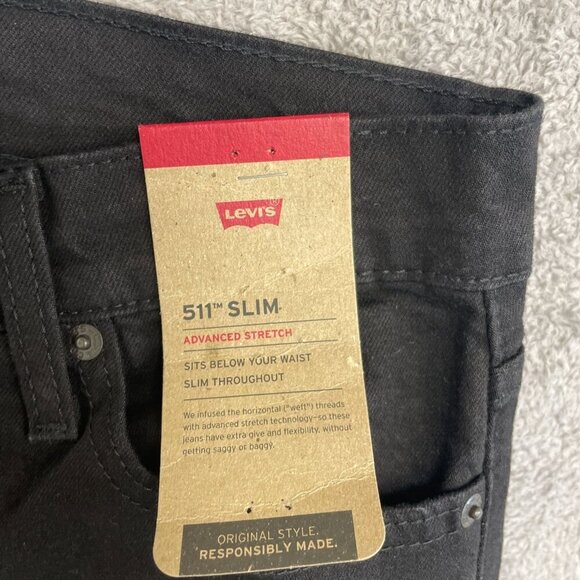 Levi's®
511™ SLIM
ADVANCED STRETCH
SITS BELOW YOUR WAIST
SLIM THROUGHOUT
We infused the horizontal ("weft") threads
with advanced stretch technology–so these
jeans have extra give and flexibility, without
getting saggy or baggy.
ORIGINAL STYLE.
RESPONSIBLY MADE.